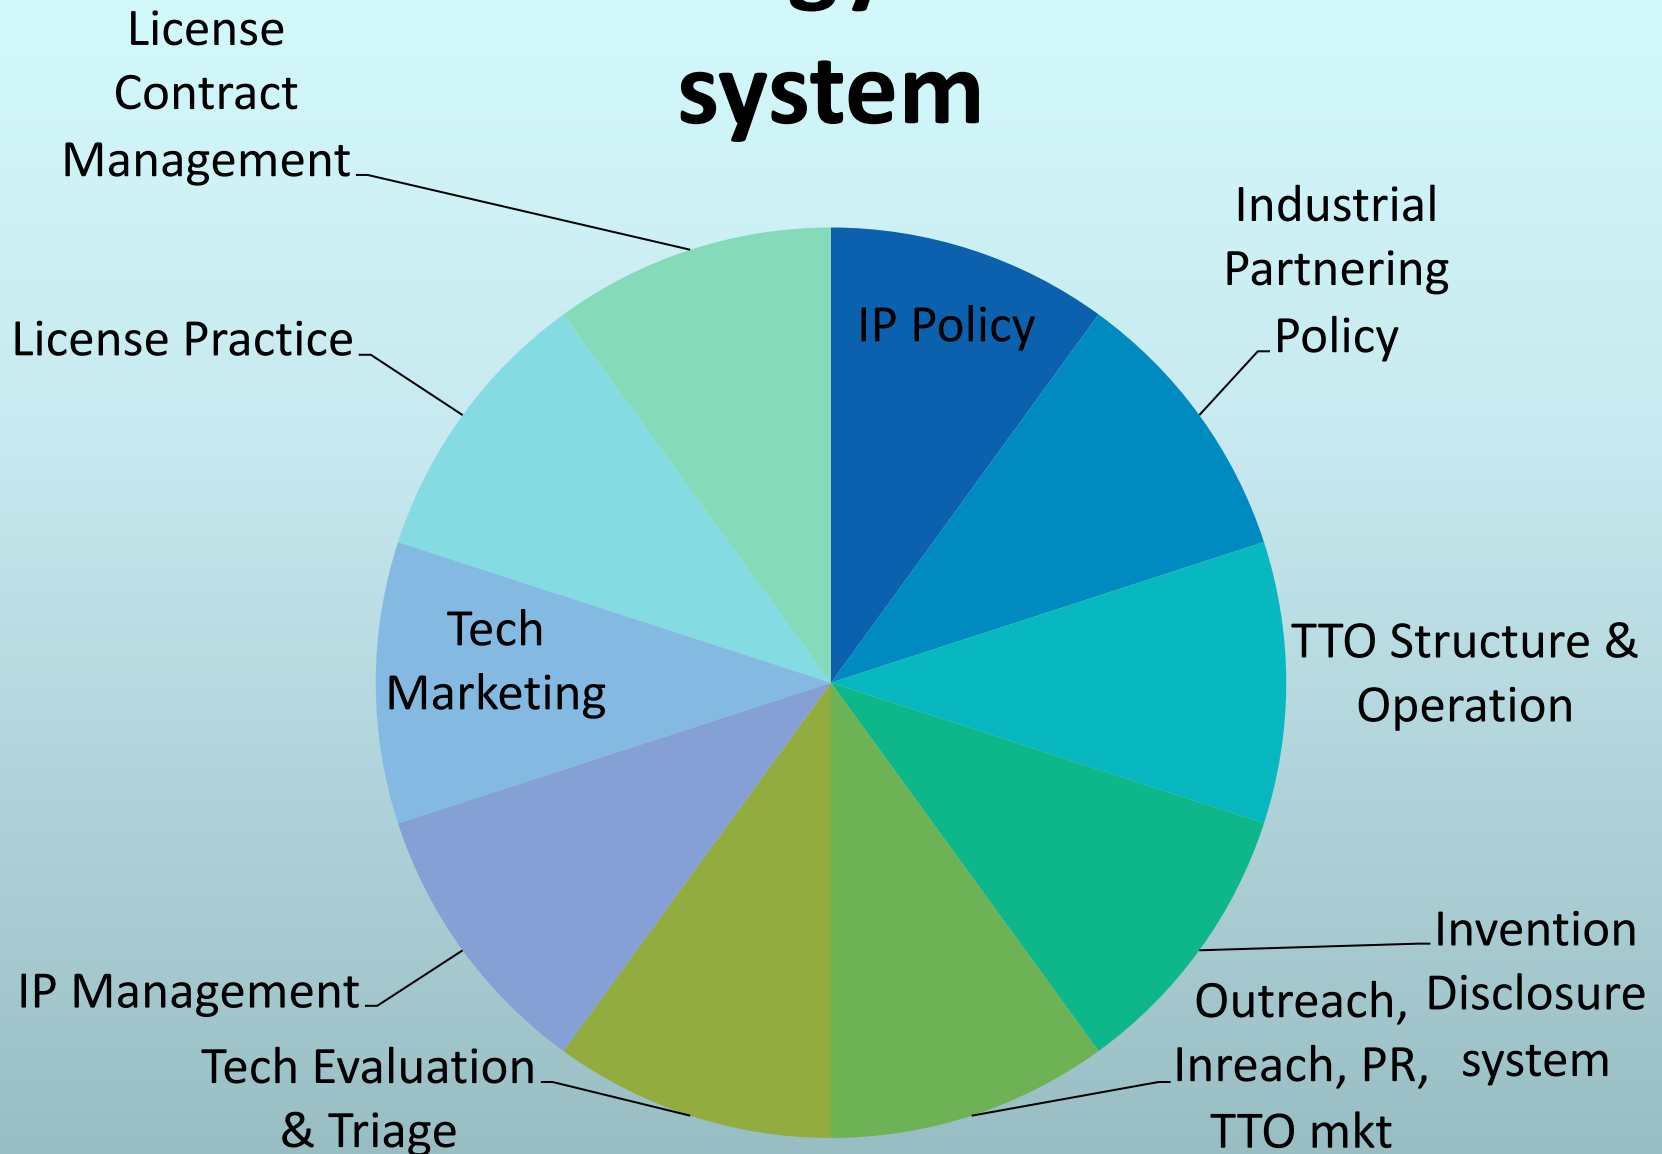 system
License
Contract
Management
Industrial
Partnering
Policy
IP Policy
License Practice
Tech
Marketing
TTO Structure &
Operation
Invention
Disclosure
system
Outreach,
Inreach, PR,
TTO mkt
IP Management
Tech Evaluation
& Triage